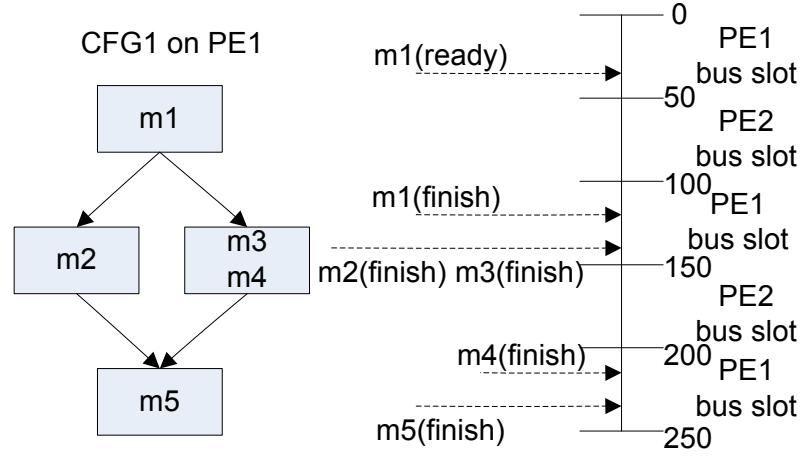 CFG1 on PE1
m1
m2
m3
m4
m5
0
PE1
bus slot
m1(ready)
50
PE2
bus slot
100
m1(finish)
PE1
bus slot
m2(finish) m3(finish)
150
PE2
bus slot
m4(finish)
200
PE1
bus slot
m5(finish)
250